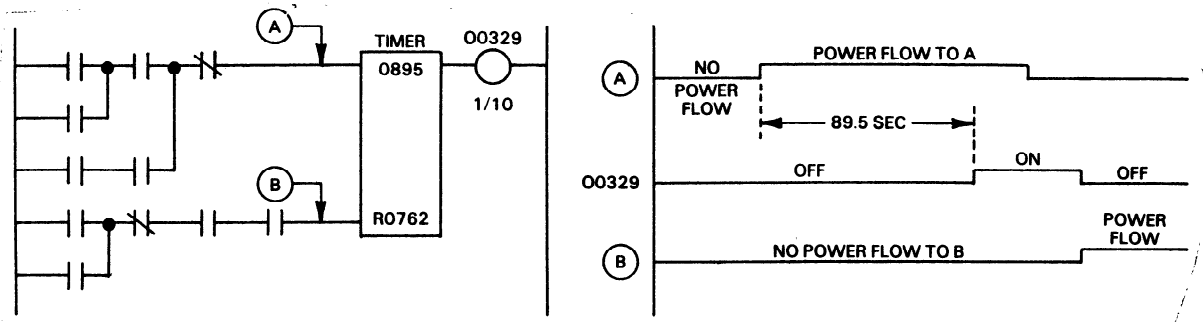 A
TIMER
O0329
0895
1/10
B
R0762
A
NO
POWER
FLOW
POWER FLOW TO A
89.5 SEC
O0329
OFF
ON
OFF
B
NO POWER FLOW TO B
POWER
FLOW